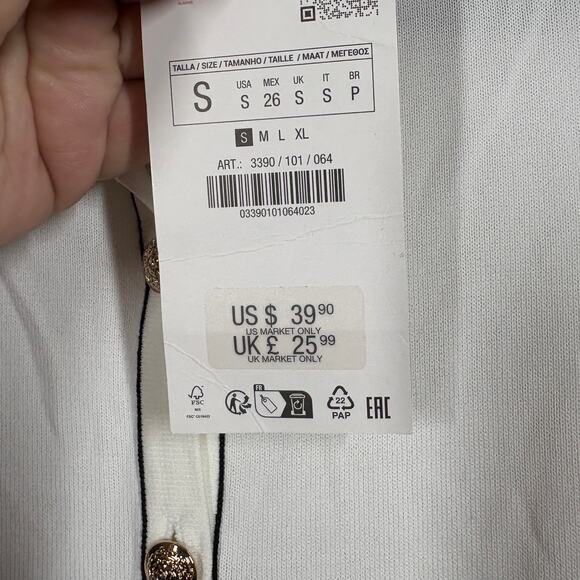 TALLA / SIZE / TAMANHO / TAILLE / MAAT / ΜΕΓΕΘΟΣ
S
USA MEX UK IT BR
S 26 S S P
S M L XL
ART.: 3390 / 101 / 064
03390101064023
US $ 39 90
US MARKET ONLY
UK £ 25 99
UK MARKET ONLY
FSC
MIX
FR
22
PAP
EAC